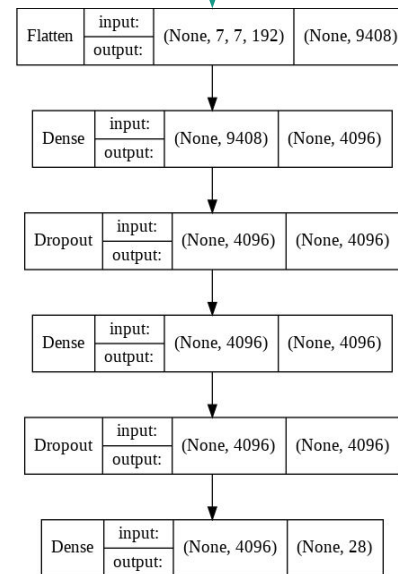 Flatten input: output: (None, 7, 7, 192) (None, 9408)
Dense input: output: (None, 9408) (None, 4096)
Dropout input: output: (None, 4096) (None, 4096)
Dense input: output: (None, 4096) (None, 4096)
Dropout input: output: (None, 4096) (None, 4096)
Dense input: output: (None, 4096) (None, 28)